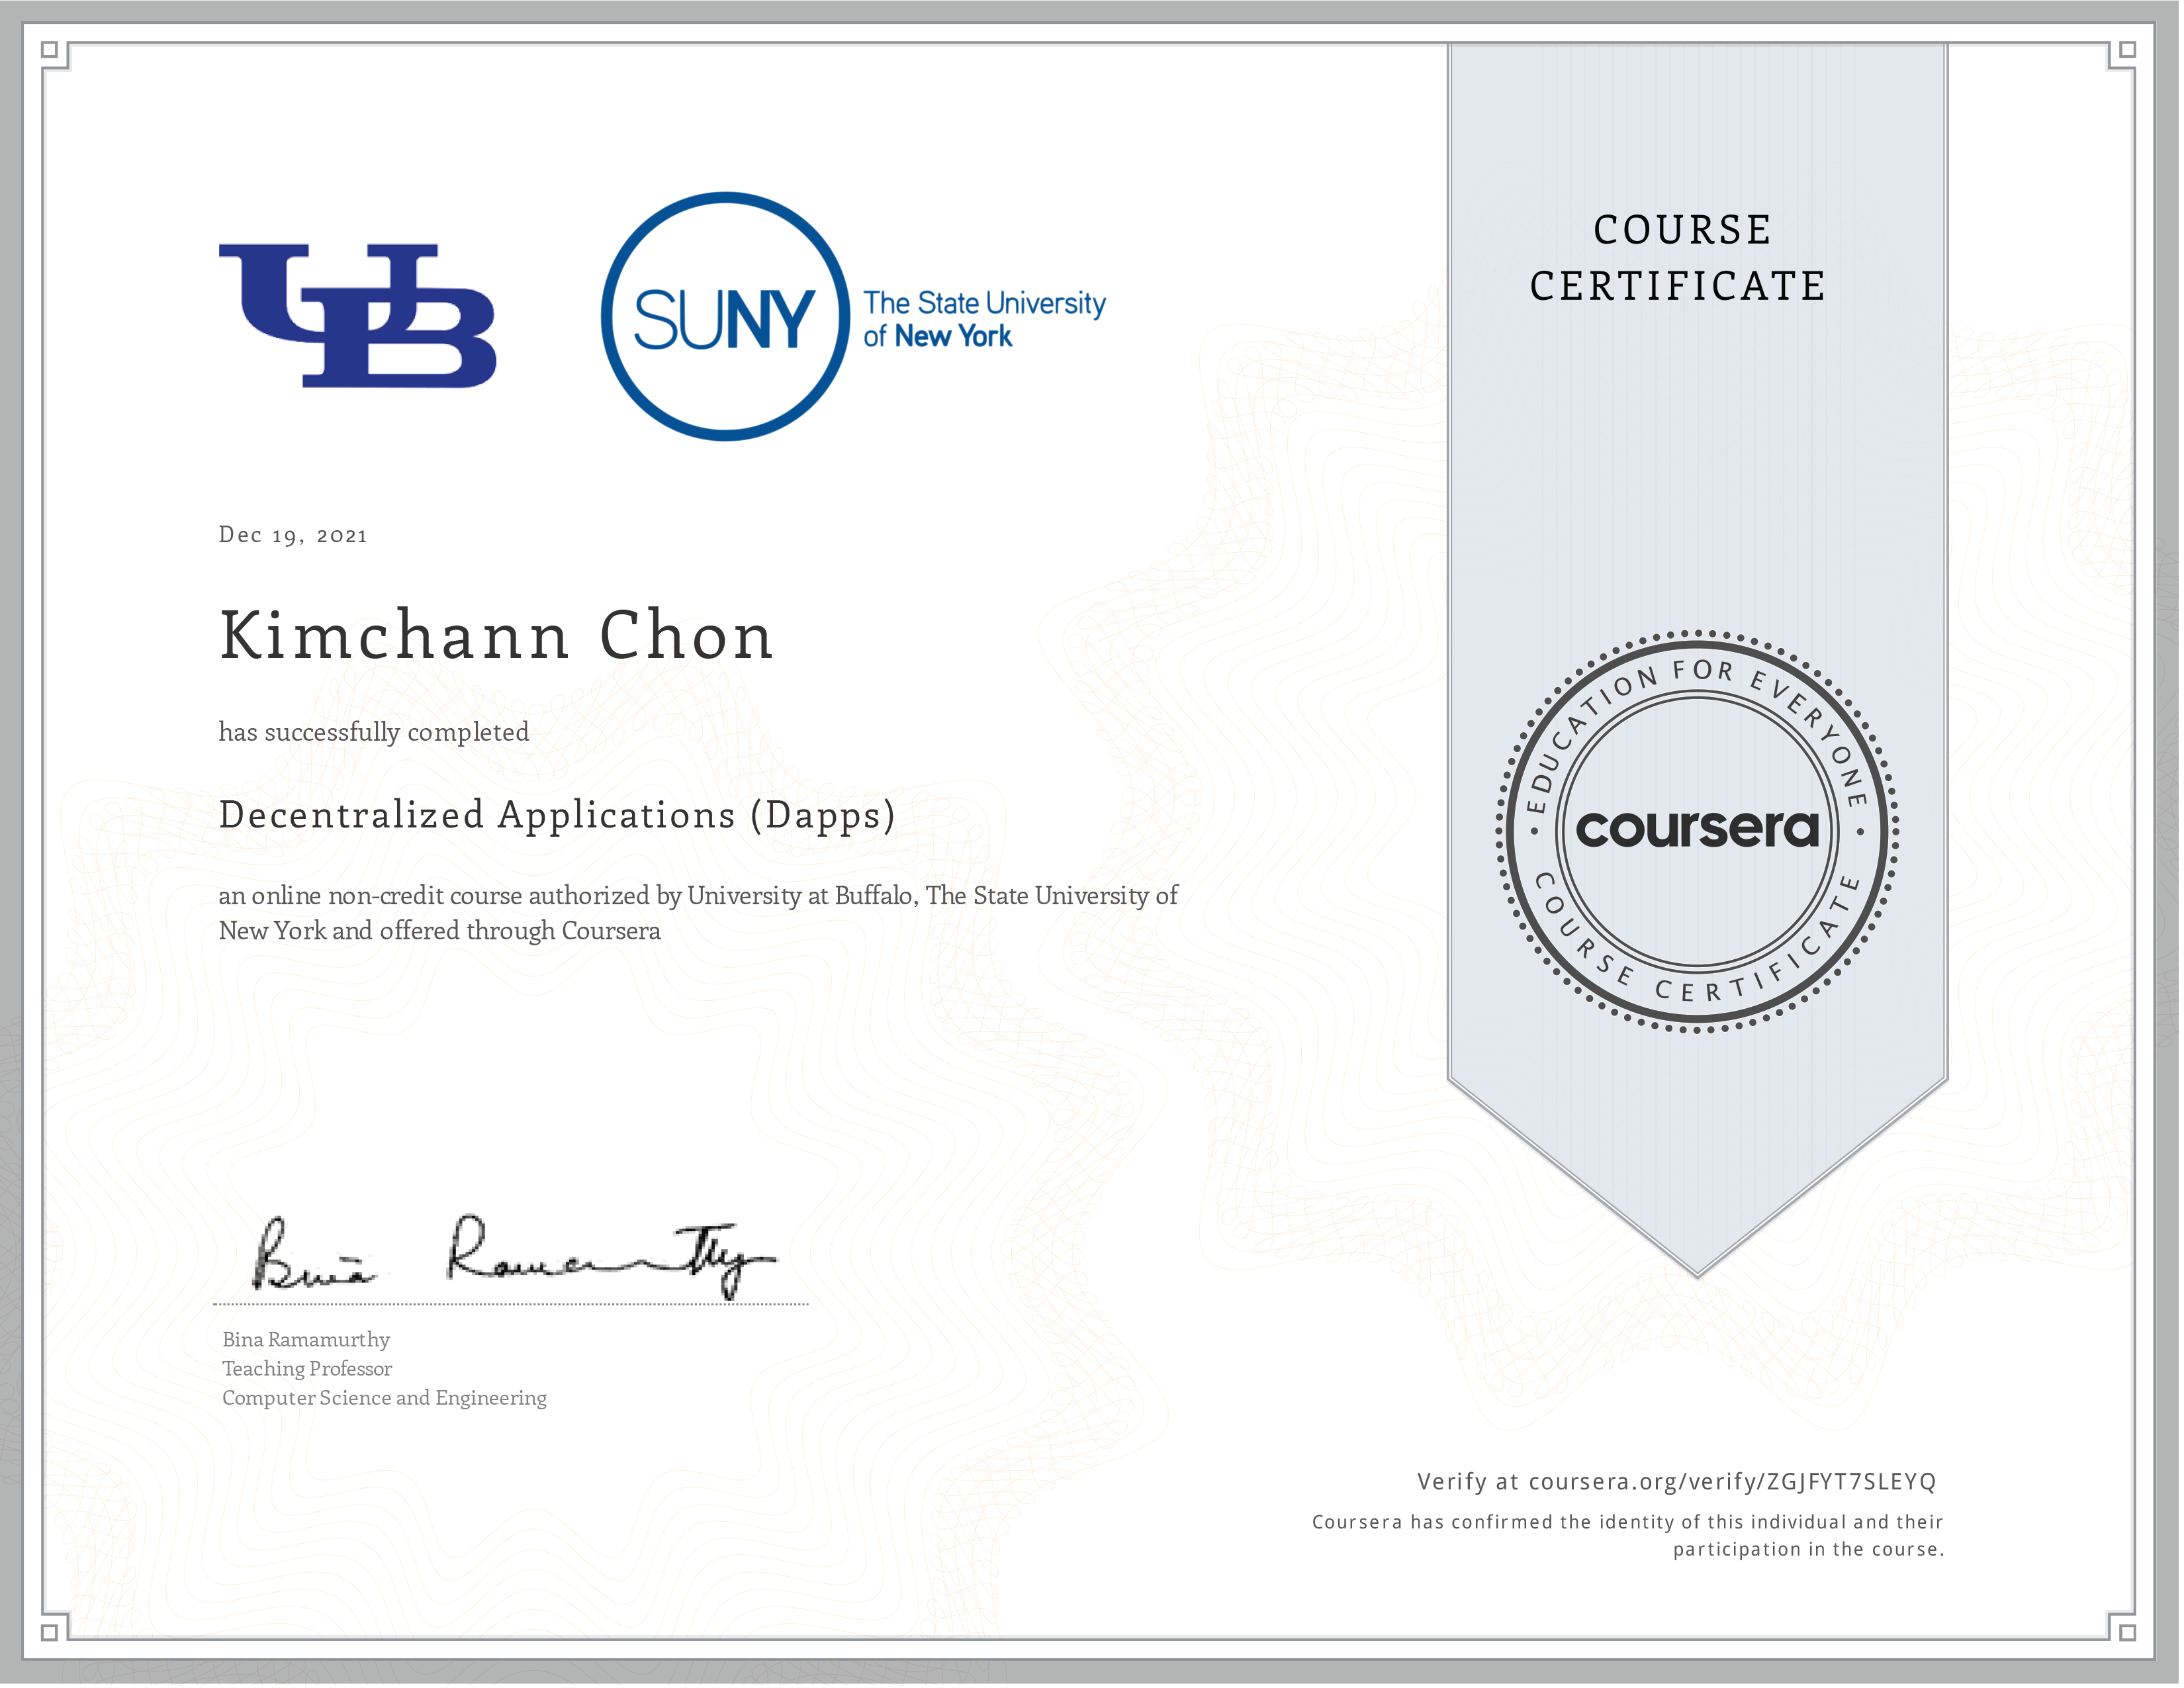 UB
SUNY
The State University
of New York
COURSE
CERTIFICATE
Dec 19, 2021
Kimchann Chon
has successfully completed
Decentralized Applications (Dapps)
an online non-credit course authorized by University at Buffalo, The State University of
New York and offered through Coursera
EDUCATION FOR EVERYONE
coursera
COURSE CERTIFICATE
Bina Ramamurthy
Bina Ramamurthy
Teaching Professor
Computer Science and Engineering
Verify at coursera.org/verify/ZGJFYT7SLEYQ
Coursera has confirmed the identity of this individual and their
participation in the course.